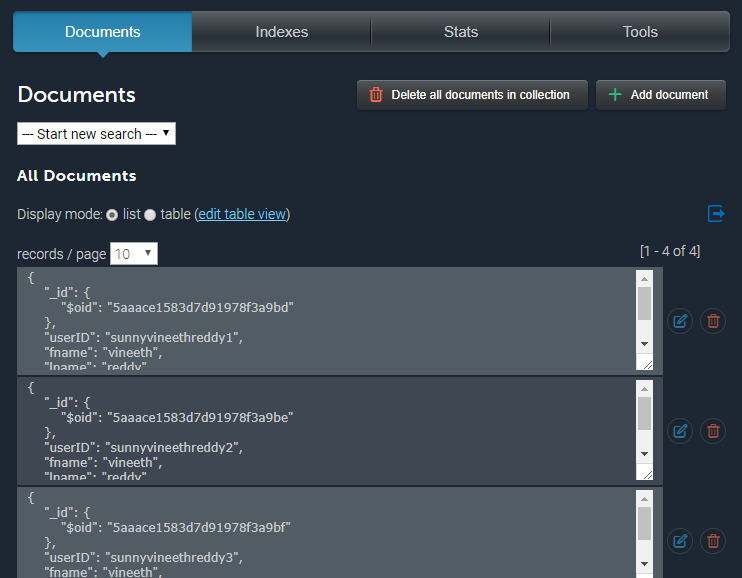 Documents Indexes Stats Tools
Documents
Delete all documents in collection
Add document
--- Start new search ---
All Documents
Display mode: list table (edit table view)
records / page 10 [1 - 4 of 4]
{
"_id": {
"$oid": "5aaace1583d7d91978f3a9bd"
},
"userID": "sunnyvineethreddy1",
"fname": "vineeth",
"lname": "reddy"
{
"_id": {
"$oid": "5aaace1583d7d91978f3a9be"
},
"userID": "sunnyvineethreddy2",
"fname": "vineeth",
"lname": "reddy"
{
"_id": {
"$oid": "5aaace1583d7d91978f3a9bf"
},
"userID": "sunnyvineethreddy3",
"fname": "vineeth",